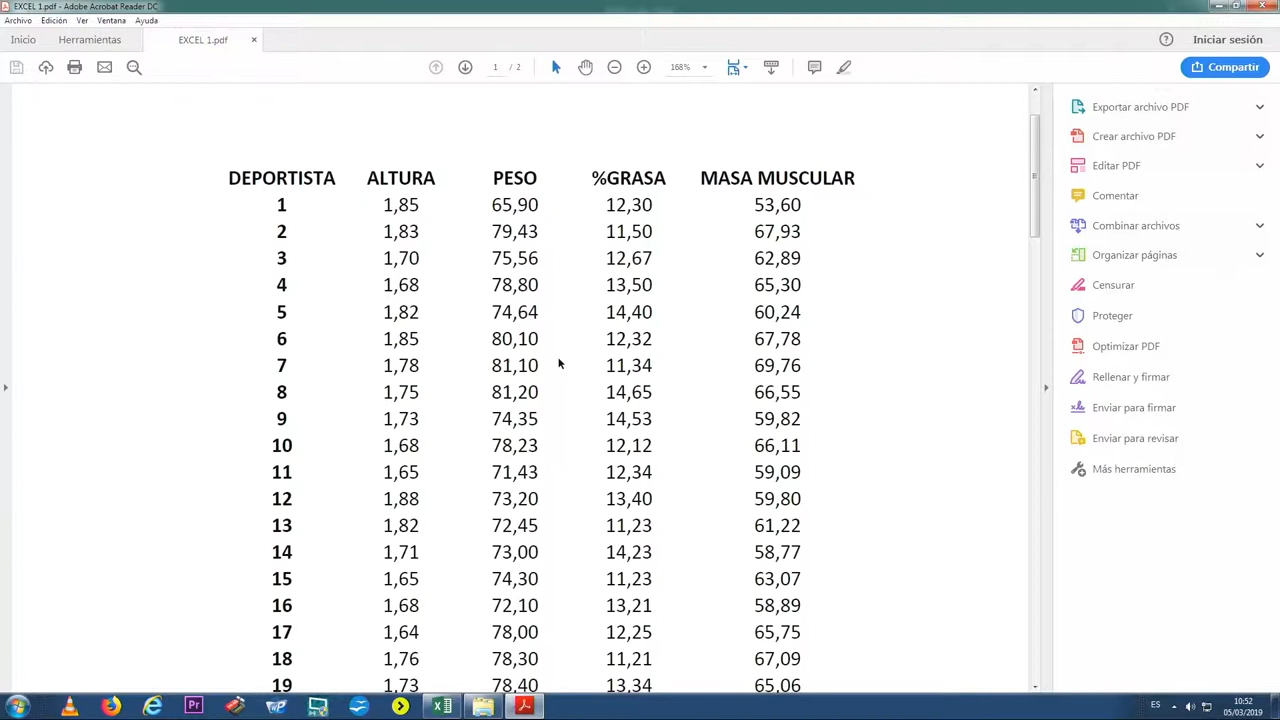 EXCEL 1.pdf - Adobe Acrobat Reader DC
Archivo Edición Ver Ventana Ayuda
Inicio Herramientas EXCEL 1.pdf × Iniciar sesión
1 / 2 168% Compartir
DEPORTISTA ALTURA PESO %GRASA MASA MUSCULAR
1 1,85 65,90 12,30 53,60
2 1,83 79,43 11,50 67,93
3 1,70 75,56 12,67 62,89
4 1,68 78,80 13,50 65,30
5 1,82 74,64 14,40 60,24
6 1,85 80,10 12,32 67,78
7 1,78 81,10 11,34 69,76
8 1,75 81,20 14,65 66,55
9 1,73 74,35 14,53 59,82
10 1,68 78,23 12,12 66,11
11 1,65 71,43 12,34 59,09
12 1,88 73,20 13,40 59,80
13 1,82 72,45 11,23 61,22
14 1,71 73,00 14,23 58,77
15 1,65 74,30 11,23 63,07
16 1,68 72,10 13,21 58,89
17 1,64 78,00 12,25 65,75
18 1,76 78,30 11,21 67,09
19 1,73 78,40 13,34 65,06
Exportar archivo PDF
Crear archivo PDF
Editar PDF
Comentar
Combinar archivos
Organizar páginas
Censurar
Proteger
Optimizar PDF
Rellenar y firmar
Enviar para firmar
Enviar para revisar
Más herramientas
Pr WP ES 10:52
05/03/2019